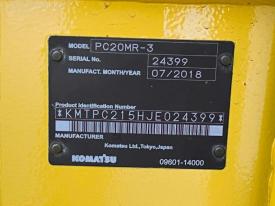 MODEL PC20MR-3
SERIAL No. 24399
MANUFACT. MONTH/YEAR 07/2018
Product Identification Number
*KMTPC215HJE024399*
Komatsu Ltd.,Tokyo,Japan
KOMATSU
09601-14000